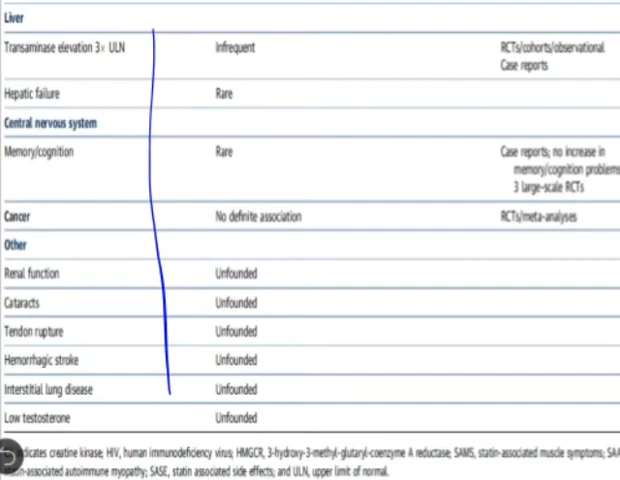 Liver
Transaminase elevation 3× ULN Infrequent RCTs/cohorts/observational
Case reports
Hepatic failure Rare
Central nervous system
Memory/cognition Rare Case reports; no increase in
memory/cognition problems
3 large-scale RCTs
Cancer No definite association RCTs/meta-analyses
Other
Renal function Unfounded
Cataracts Unfounded
Tendon rupture Unfounded
Hemorrhagic stroke Unfounded
Interstitial lung disease Unfounded
Low testosterone Unfounded
indicates creatine kinase; HIV, human immunodeficiency virus; HMGCR, 3-hydroxy-3-methyl-glutaryl-coenzyme A reductase; SAMS, statin-associated muscle symptoms;
statin-associated autoimmune myopathy; SASE, statin associated side effects; and ULN, upper limit of normal.